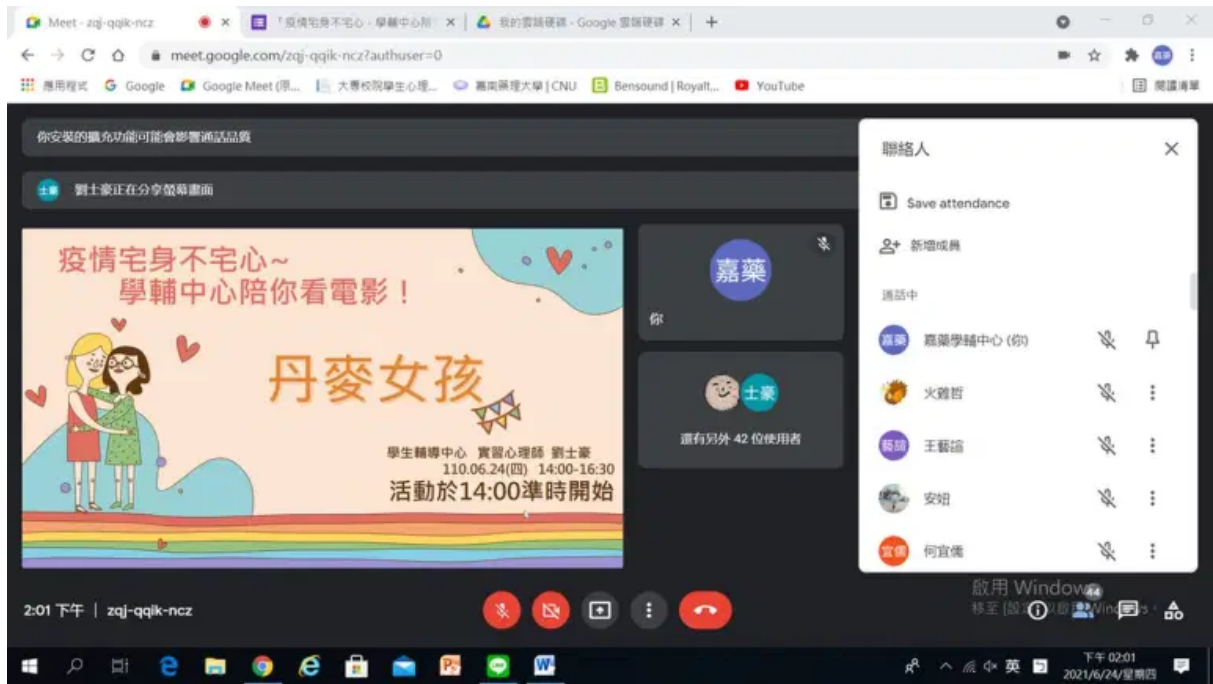 Meet - zqj-qqik-ncz
「疫情宅身不宅心 - 學輔中心陪
我的雲端硬碟 - Google 雲端硬碟
meet.google.com/zqj-qqik-ncz?authuser=0
應用程式
Google
Google Meet (原...
大專校院學生心理...
嘉南藥理大學 | CNU
Bensound | Royalt...
YouTube
閱讀清單
你安裝的擴充功能可能會影響通話品質
士豪
劉士豪正在分享螢幕畫面
疫情宅身不宅心~
學輔中心陪你看電影！
丹麥女孩
學生輔導中心 實習心理師 劉士豪
110.06.24(四) 14:00-16:30
活動於14:00準時開始
嘉藥
你
士豪
還有另外 42 位使用者
聯絡人
Save attendance
新增成員
通話中
嘉藥
嘉藥學輔中心 (你)
火雞哲
藝諠
王藝諠
安妞
宜儒
何宜儒
2:01 下午 | zqj-qqik-ncz
啟用 Windows
44
英
下午 02:01
2021/6/24/星期四